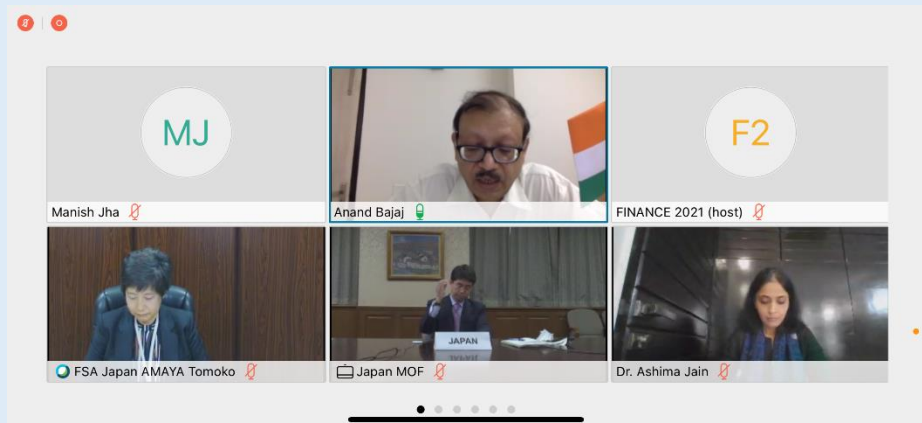 MJ
Manish Jha
Anand Bajaj
F2
FINANCE 2021 (host)
FSA Japan AMAYA Tomoko
JAPAN
Japan MOF
Dr. Ashima Jain